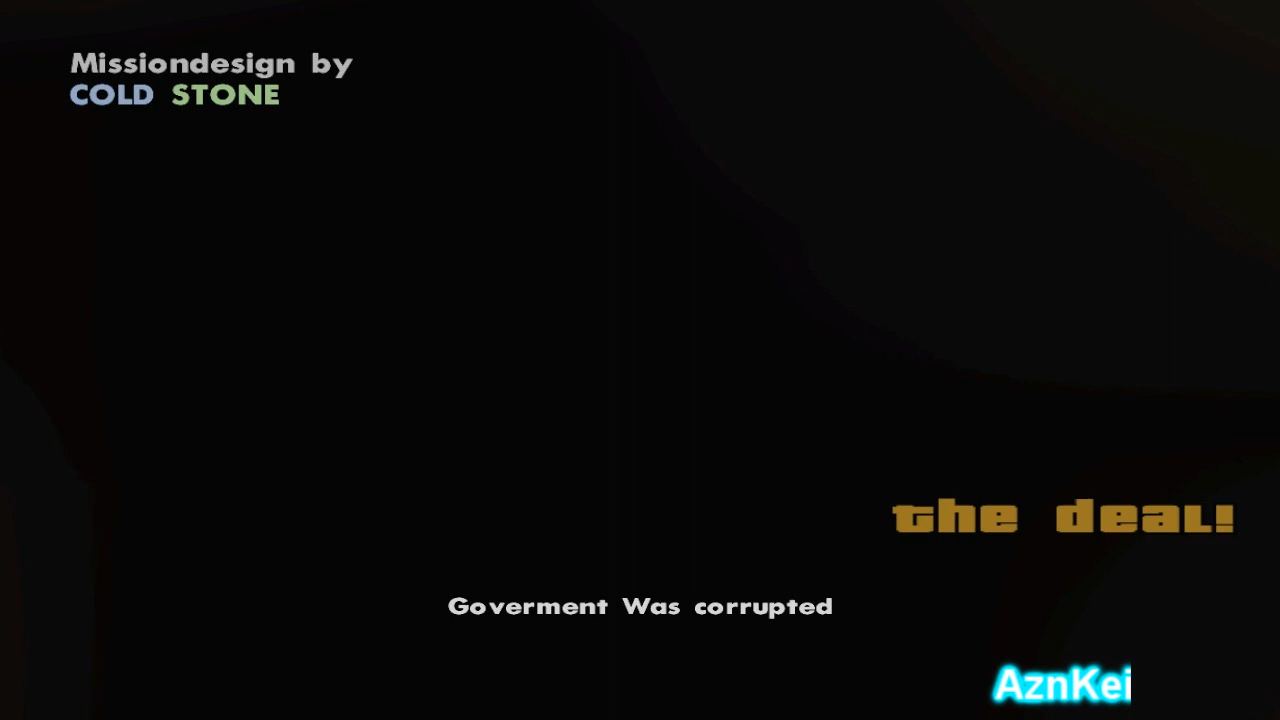 Missiondesign by
COLD STONE
the deal!
Goverment Was corrupted
AznKei